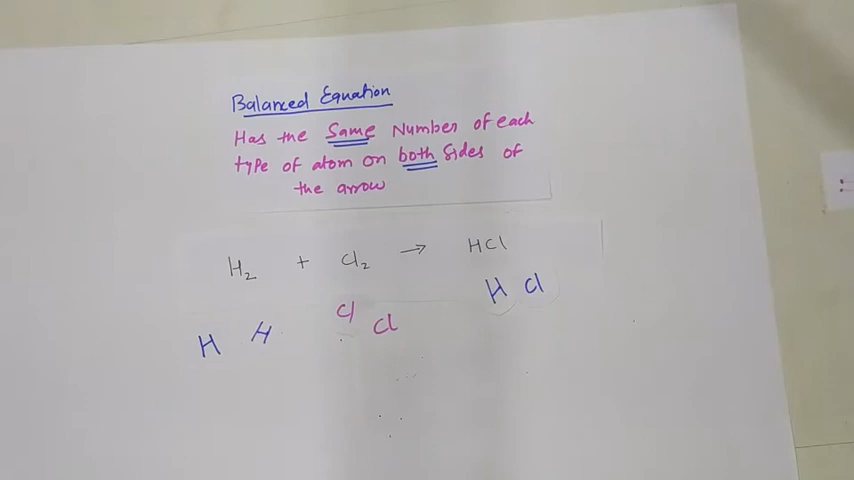 Balanced Equation
Has the Same Number of each
type of atom on both sides of
the arrow
H₂ + Cl₂ → HCl
H Cl
Cl
Cl
H H